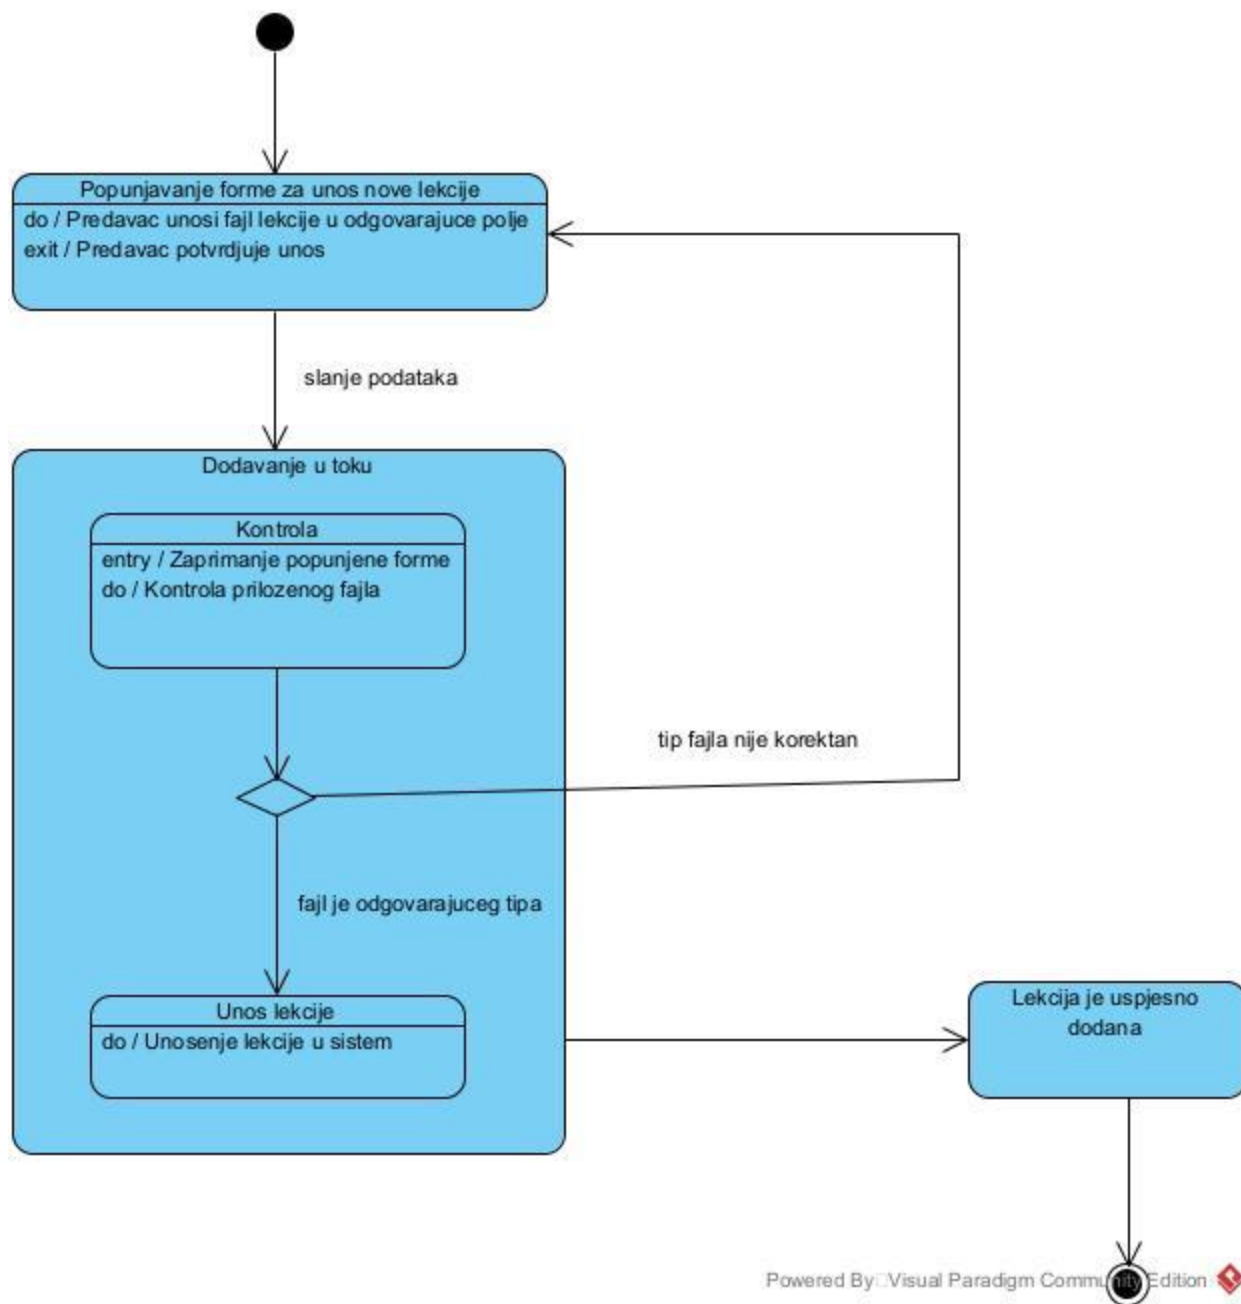 Popunjavanje forme za unos nove lekcije
do / Predavac unosi fajl lekcije u odgovarajuce polje
exit / Predavac potvrdjuje unos
slanje podataka
Dodavanje u toku
Kontrola
entry / Zaprimanje popunjene forme
do / Kontrola prilozenog fajla
tip fajla nije korektan
fajl je odgovarajuceg tipa
Unos lekcije
do / Unosenje lekcije u sistem
Lekcija je uspjesno
dodana
Powered By Visual Paradigm Community Edition